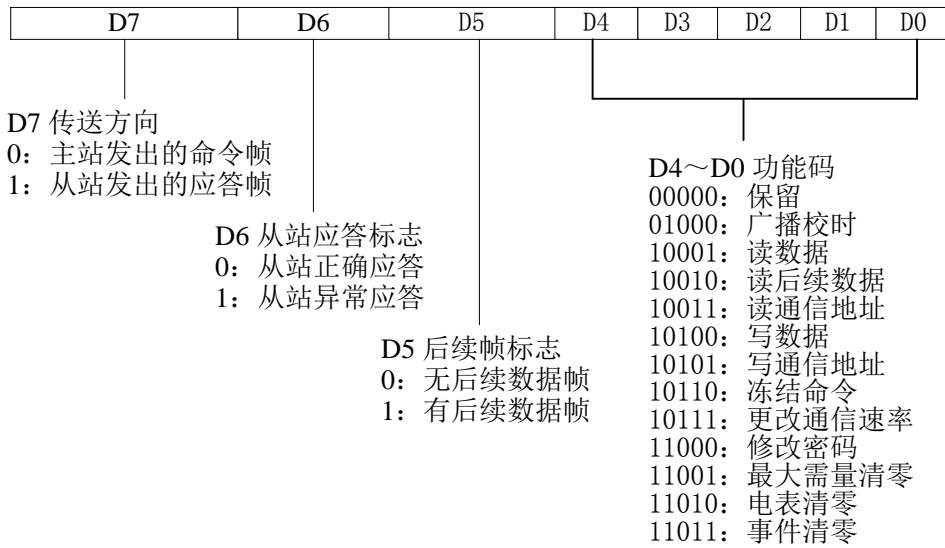 D7 D6 D5 D4 D3 D2 D1 D0
D7 传送方向
0：主站发出的命令帧
1：从站发出的应答帧
D6 从站应答标志
0：从站正确应答
1：从站异常应答
D5 后续帧标志
0：无后续数据帧
1：有后续数据帧
D4～D0 功能码
00000：保留
01000：广播校时
10001：读数据
10010：读后续数据
10011：读通信地址
10100：写数据
10101：写通信地址
10110：冻结命令
10111：更改通信速率
11000：修改密码
11001：最大需量清零
11010：电表清零
11011：事件清零